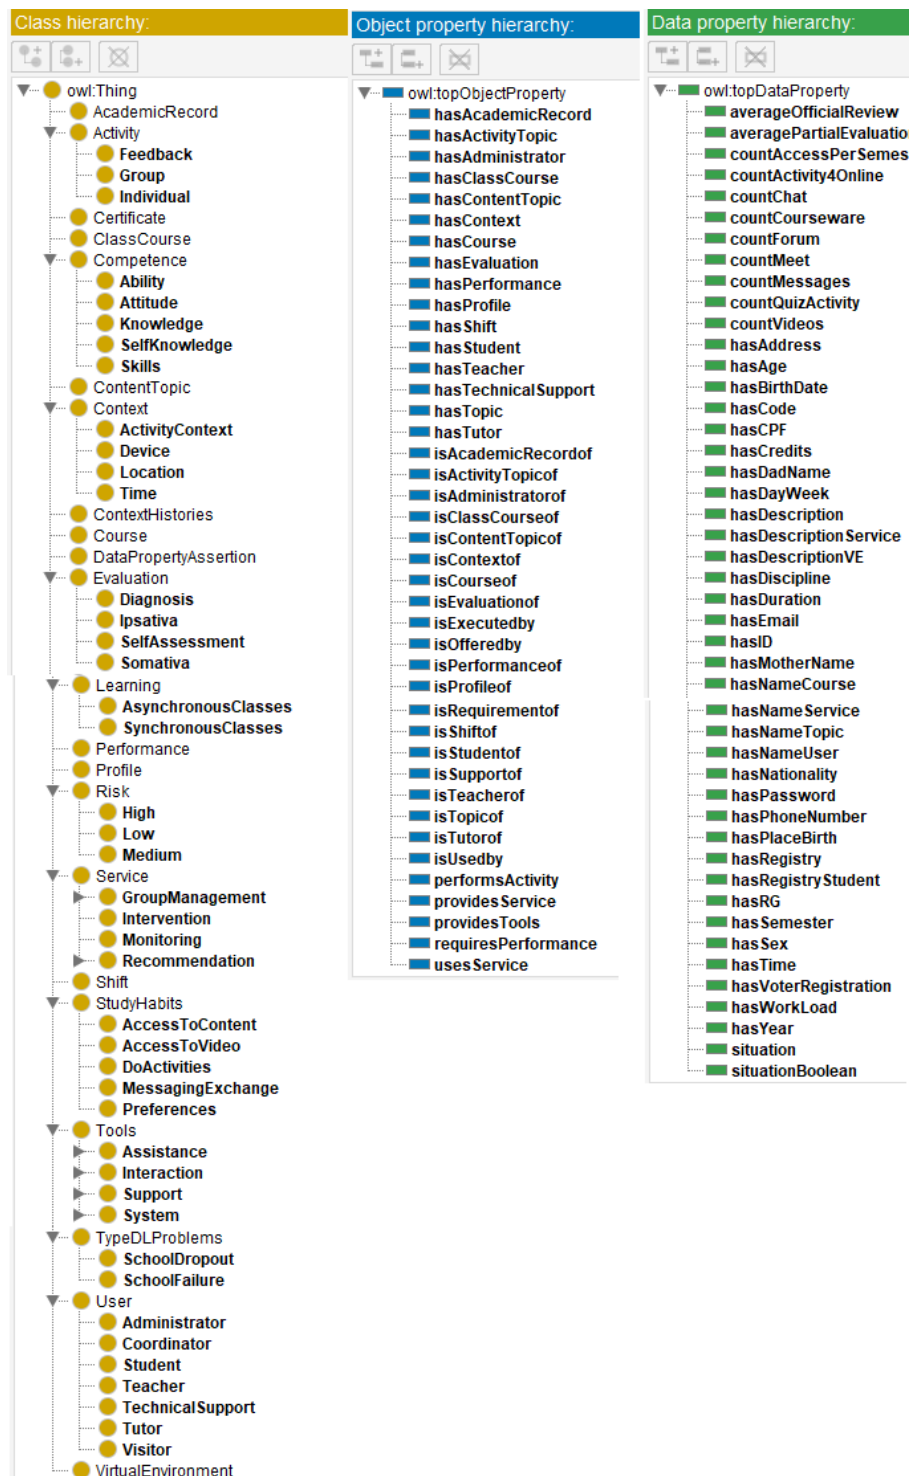 Class hierarchy:
owl:Thing
AcademicRecord
Activity
Feedback
Group
Individual
Certificate
ClassCourse
Competence
Ability
Attitude
Knowledge
SelfKnowledge
Skills
ContentTopic
Context
ActivityContext
Device
Location
Time
ContextHistories
Course
DataPropertyAssertion
Evaluation
Diagnosis
Ipsativa
SelfAssessment
Somativa
Learning
AsynchronousClasses
SynchronousClasses
Performance
Profile
Risk
High
Low
Medium
Service
GroupManagement
Intervention
Monitoring
Recommendation
Shift
StudyHabits
AccessToContent
AccessToVideo
DoActivities
MessagingExchange
Preferences
Tools
Assistance
Interaction
Support
System
TypeDLProblems
SchoolDropout
SchoolFailure
User
Administrator
Coordinator
Student
Teacher
TechnicalSupport
Tutor
Visitor
VirtualEnvironment
Object property hierarchy:
owl:topObjectProperty
hasAcademicRecord
hasActivityTopic
hasAdministrator
hasClassCourse
hasContentTopic
hasContext
hasCourse
hasEvaluation
hasPerformance
hasProfile
hasShift
hasStudent
hasTeacher
hasTechnicalSupport
hasTopic
hasTutor
isAcademicRecordof
isActivityTopicof
isAdministratorof
isClassCourseof
isContentTopicof
isContextof
isCourseof
isEvaluationof
isExecutedby
isOfferedby
isPerformanceof
isProfileof
isRequirementof
isShiftof
isStudentof
isSupportof
isTeacherof
isTopicof
isTutorof
isUsedby
performsActivity
providesService
providesTools
requiresPerformance
usesService
Data property hierarchy:
owl:topDataProperty
averageOfficialReview
averagePartialEvaluatio
countAccessPerSemes
countActivity4Online
countChat
countCourseware
countForum
countMeet
countMessages
countQuizActivity
countVideos
hasAddress
hasAge
hasBirthDate
hasCode
hasCPF
hasCredits
hasDadName
hasDayWeek
hasDescription
hasDescriptionService
hasDescriptionVE
hasDiscipline
hasDuration
hasEmail
hasID
hasMotherName
hasNameCourse
hasNameService
hasNameTopic
hasNameUser
hasNationality
hasPassword
hasPhoneNumber
hasPlaceBirth
hasRegistry
hasRegistryStudent
hasRG
hasSemester
hasSex
hasTime
hasVoterRegistration
hasWorkLoad
hasYear
situation
situationBoolean